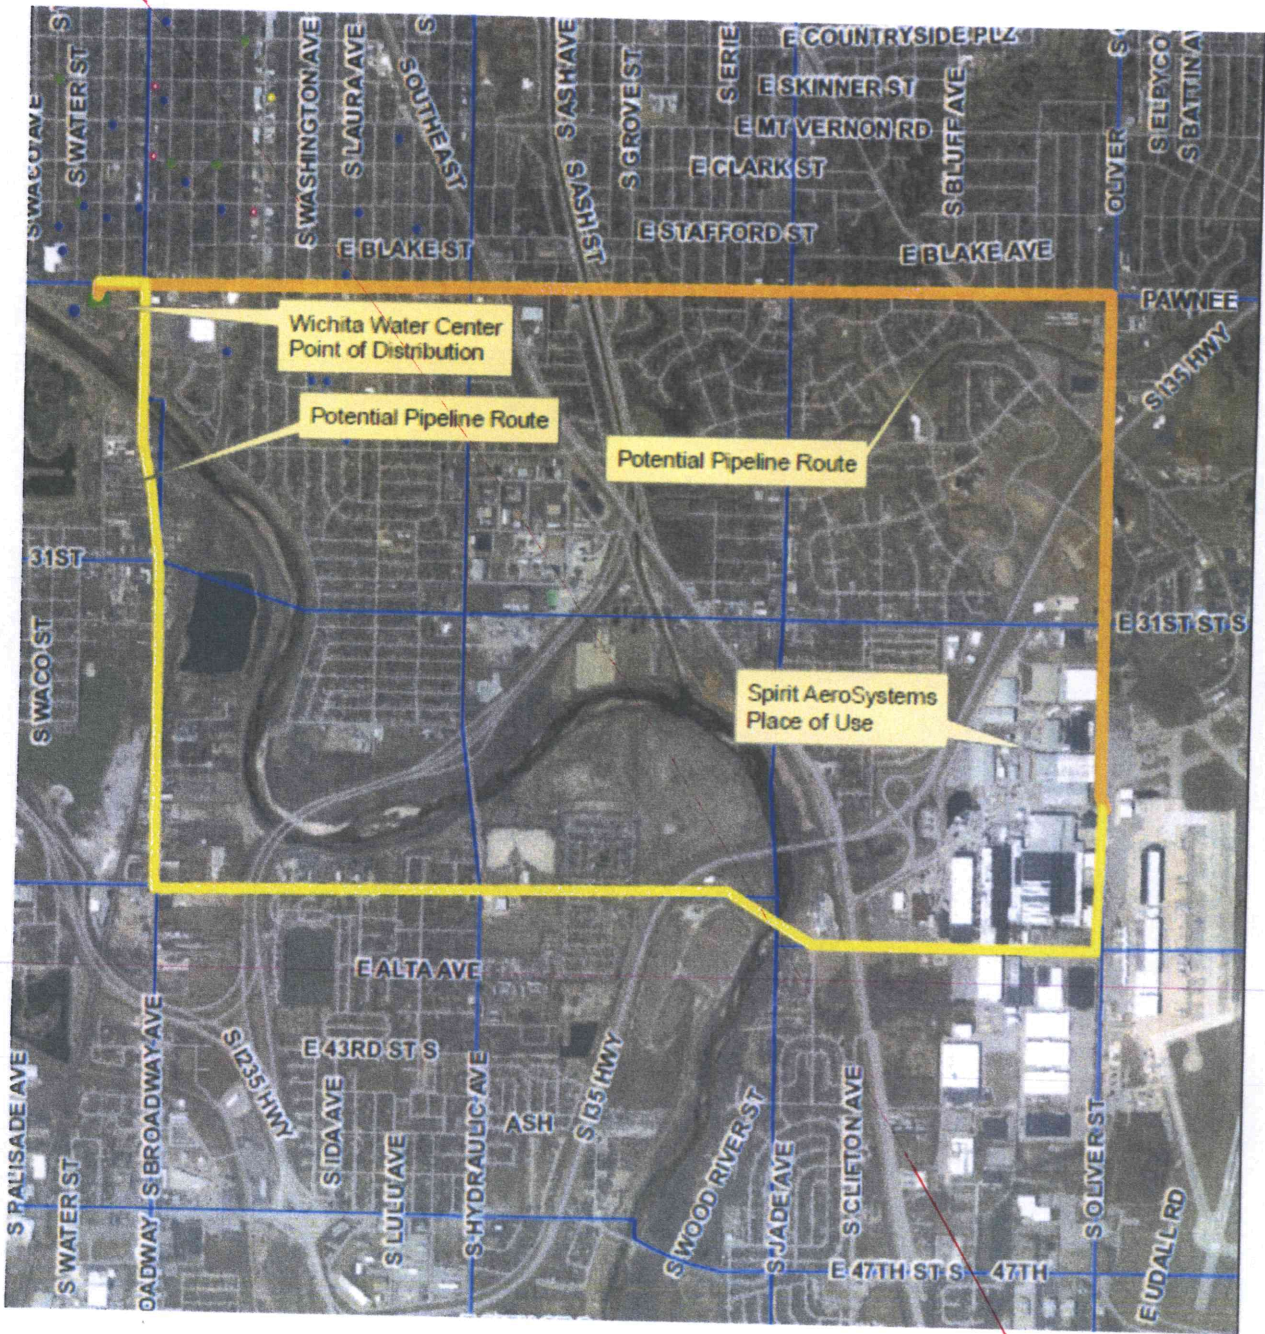 S WACO AVE
S WATER ST
S WASHINGTON AVE
S LAURA AVE
SOUTHEAST
S ASH AVE
S ASH ST
S GROVE ST
S ERIE
E COUNTRYSIDE PLZ
E SKINNER ST
E MT VERNON RD
E CLARK ST
S BLUFF AVE
OLIVER
S ELPYCO
S BATTIN AV
E BLAKE ST
E STAFFORD ST
E BLAKE AVE
PAWNEE
S I35 HWY
Wichita Water Center
Point of Distribution
Potential Pipeline Route
Potential Pipeline Route
31ST
E 31ST ST S
S WACO ST
Spirit AeroSystems
Place of Use
E ALTA AVE
E 43RD ST S
S PALISADE AVE
S WATER ST
OADWAY
S BROADWAY AVE
S I235 HWY
S IDA AVE
S LULU AVE
S HYDRAULIC AVE
ASH
S I35 HWY
S WOOD RIVER ST
S JADE AVE
S CLIFTON AVE
S OLIVER ST
E UDALL RD
E 47TH ST S
47TH